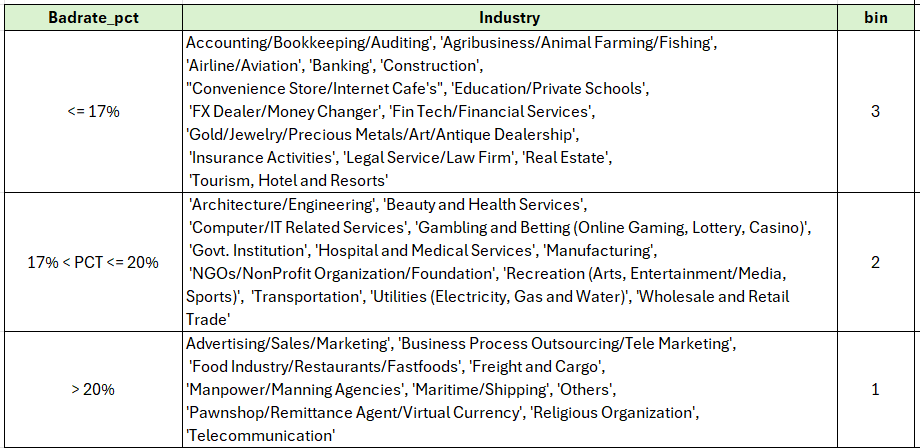 Badrate_pct Industry bin
Accounting/Bookkeeping/Auditing', 'Agribusiness/Animal Farming/Fishing',
'Airline/Aviation', 'Banking', 'Construction',
"Convenience Store/Internet Cafe's", 'Education/Private Schools',
<= 17% 'FX Dealer/Money Changer', 'Fin Tech/Financial Services', 3
'Gold/Jewelry/Precious Metals/Art/Antique Dealership',
'Insurance Activities', 'Legal Service/Law Firm', 'Real Estate',
'Tourism, Hotel and Resorts'
'Architecture/Engineering', 'Beauty and Health Services',
'Computer/IT Related Services', 'Gambling and Betting (Online Gaming, Lottery, Casino)',
'Govt. Institution', 'Hospital and Medical Services', 'Manufacturing',
17% < PCT <= 20% 'NGOs/NonProfit Organization/Foundation', 'Recreation (Arts, Entertainment/Media, 2
Sports)', 'Transportation', 'Utilities (Electricity, Gas and Water)', 'Wholesale and Retail
Trade'
Advertising/Sales/Marketing', 'Business Process Outsourcing/Tele Marketing',
'Food Industry/Restaurants/Fastfoods', 'Freight and Cargo',
> 20% 'Manpower/Manning Agencies', 'Maritime/Shipping', 'Others', 1
'Pawnshop/Remittance Agent/Virtual Currency', 'Religious Organization',
'Telecommunication'